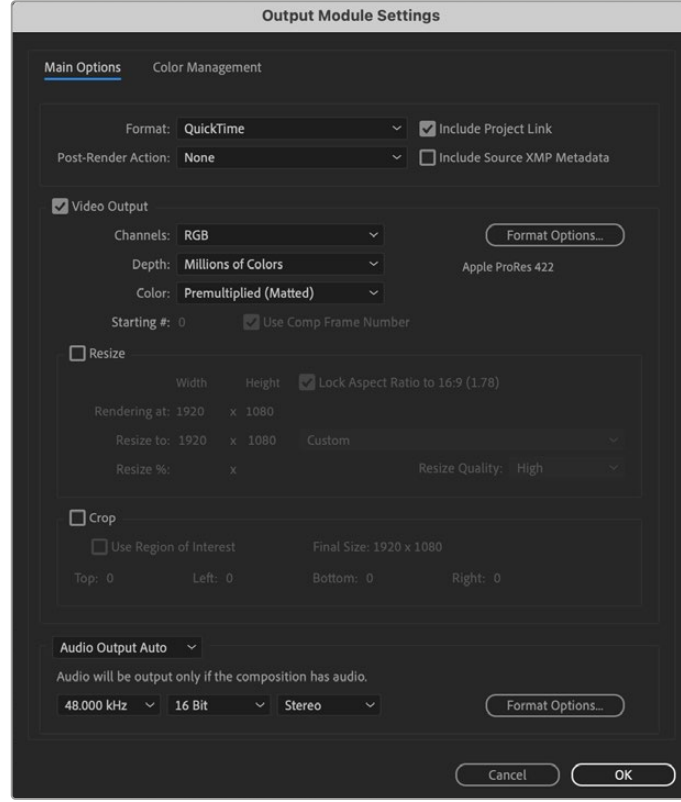 Output Module Settings
Main Options Color Management
Format: QuickTime Include Project Link
Post-Render Action: None Include Source XMP Metadata
Video Output
Channels: RGB Format Options...
Depth: Millions of Colors Apple ProRes 422
Color: Premultiplied (Matted)
Starting #: 0 Use Comp Frame Number
Resize
Width Height Lock Aspect Ratio to 16:9 (1.78)
Rendering at: 1920 x 1080
Resize to: 1920 x 1080 Custom
Resize %: x Resize Quality: High
Crop
Use Region of Interest Final Size: 1920 x 1080
Top: 0 Left: 0 Bottom: 0 Right: 0
Audio Output Auto
Audio will be output only if the composition has audio.
48.000 kHz 16 Bit Stereo Format Options...
Cancel OK